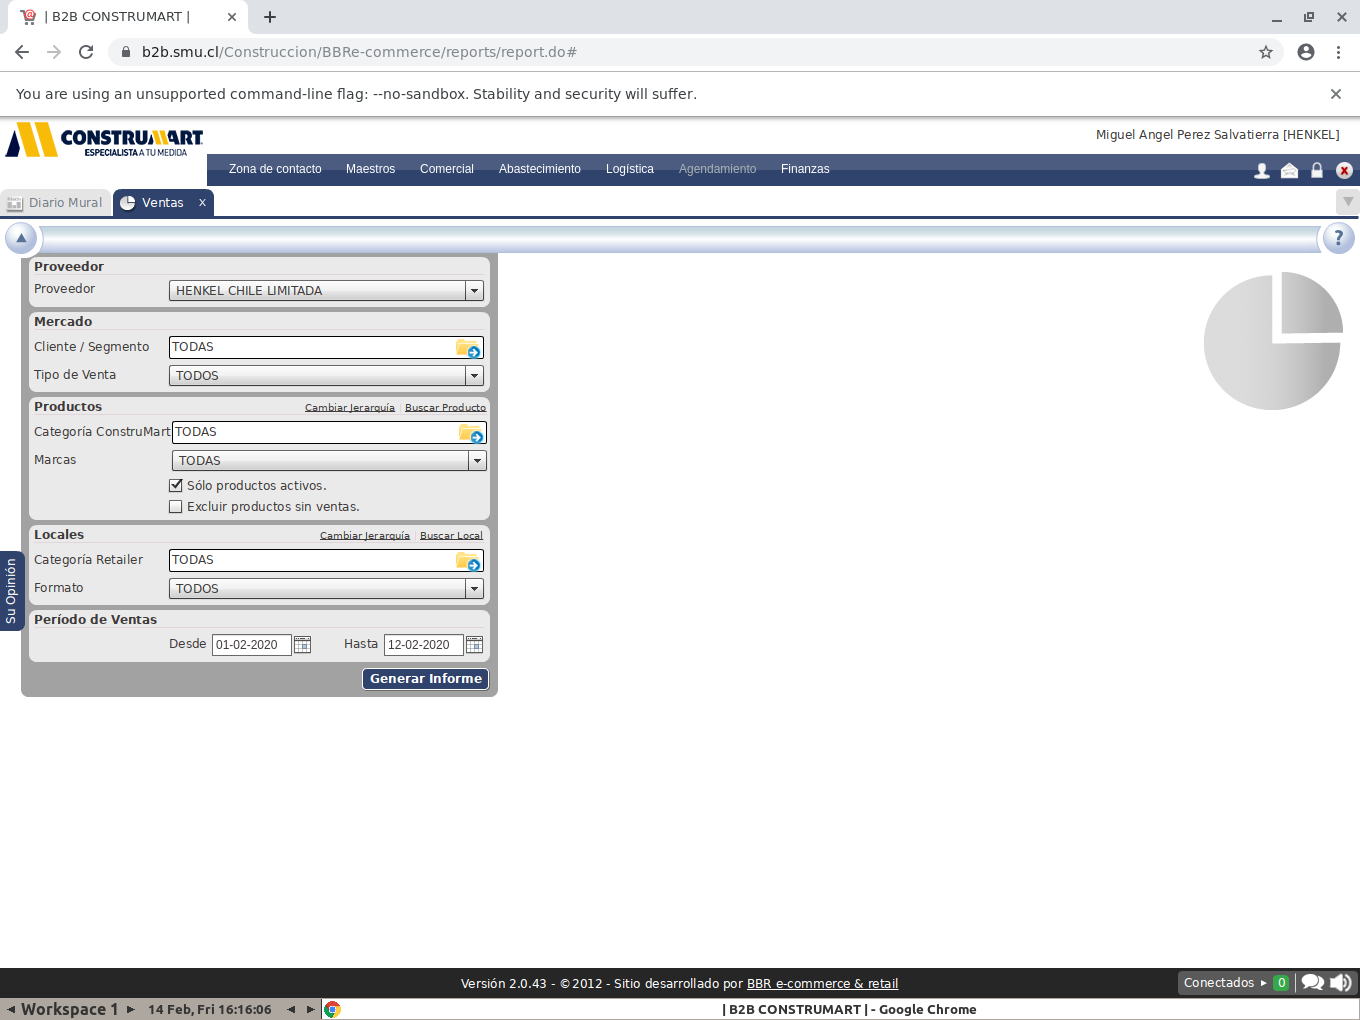 | B2B CONSTRUMART |
b2b.smu.cl/Construccion/BBRe-commerce/reports/report.do#
You are using an unsupported command-line flag: --no-sandbox. Stability and security will suffer.
CONSTRUMART
ESPECIALISTA A TU MEDIDA
Miguel Angel Perez Salvatierra [HENKEL]
Zona de contacto Maestros Comercial Abastecimiento Logística Agendamiento Finanzas
Diario Mural Ventas X
?
Proveedor
Proveedor HENKEL CHILE LIMITADA
Mercado
Cliente / Segmento TODAS
Tipo de Venta TODOS
Productos Cambiar Jerarquía | Buscar Producto
Categoría ConstruMart TODAS
Marcas TODAS
Sólo productos activos.
Excluir productos sin ventas.
Locales Cambiar Jerarquía | Buscar Local
Categoría Retailer TODAS
Formato TODOS
Su Opinión
Período de Ventas
Desde 01-02-2020 Hasta 12-02-2020
Generar Informe
Versión 2.0.43 - ©2012 - Sitio desarrollado por BBR e-commerce & retail
Conectados 0
Workspace 1 14 Feb, Fri 16:16:06 | B2B CONSTRUMART | - Google Chrome